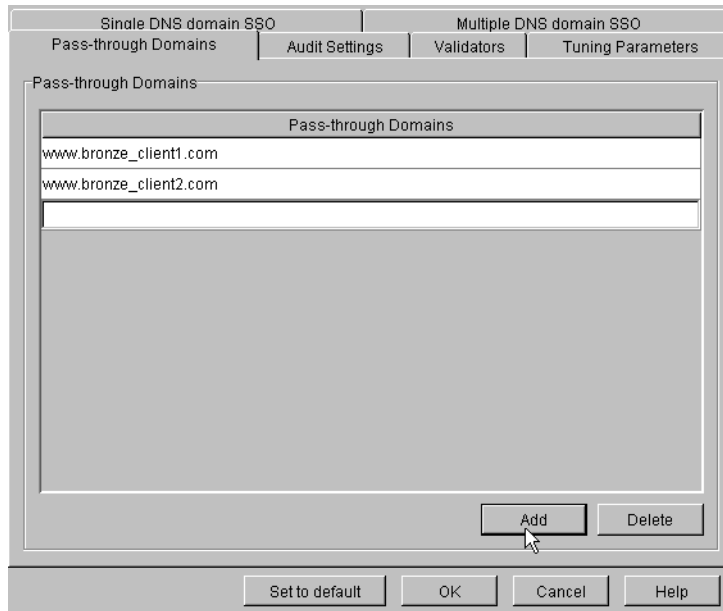 Single DNS domain SSO Multiple DNS domain SSO
Pass-through Domains Audit Settings Validators Tuning Parameters
Pass-through Domains
Pass-through Domains
www.bronze_client1.com
www.bronze_client2.com
Add Delete
Set to default OK Cancel Help